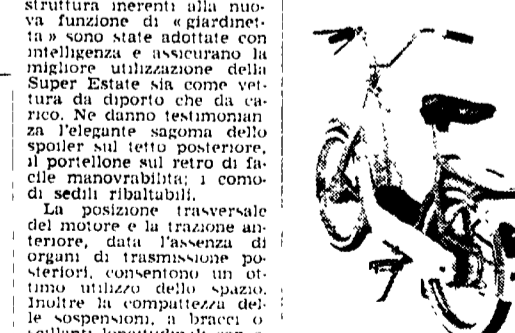 struttura inerenti alla nuo-
va funzione di «giardinet-
ta» sono state adottate con
intelligenza e assicurano la
migliore utilizzazione della
Super Estate sia come vet-
tura da diporto che da ca-
rico. Ne danno testimonian
za l'elegante sagoma dello
spoiler sul tetto posteriore,
il portellone sul retro di fa-
cile manovrabilità; i como-
di sedili ribaltabili.
La posizione trasversale
del motore e la trazione an-
teriore, data l'assenza di
organi di trasmissione po-
steriori, consentono un ot-
timo utilizzo dello spazio.
Inoltre la compattezza del-
le sospensioni, a bracci o